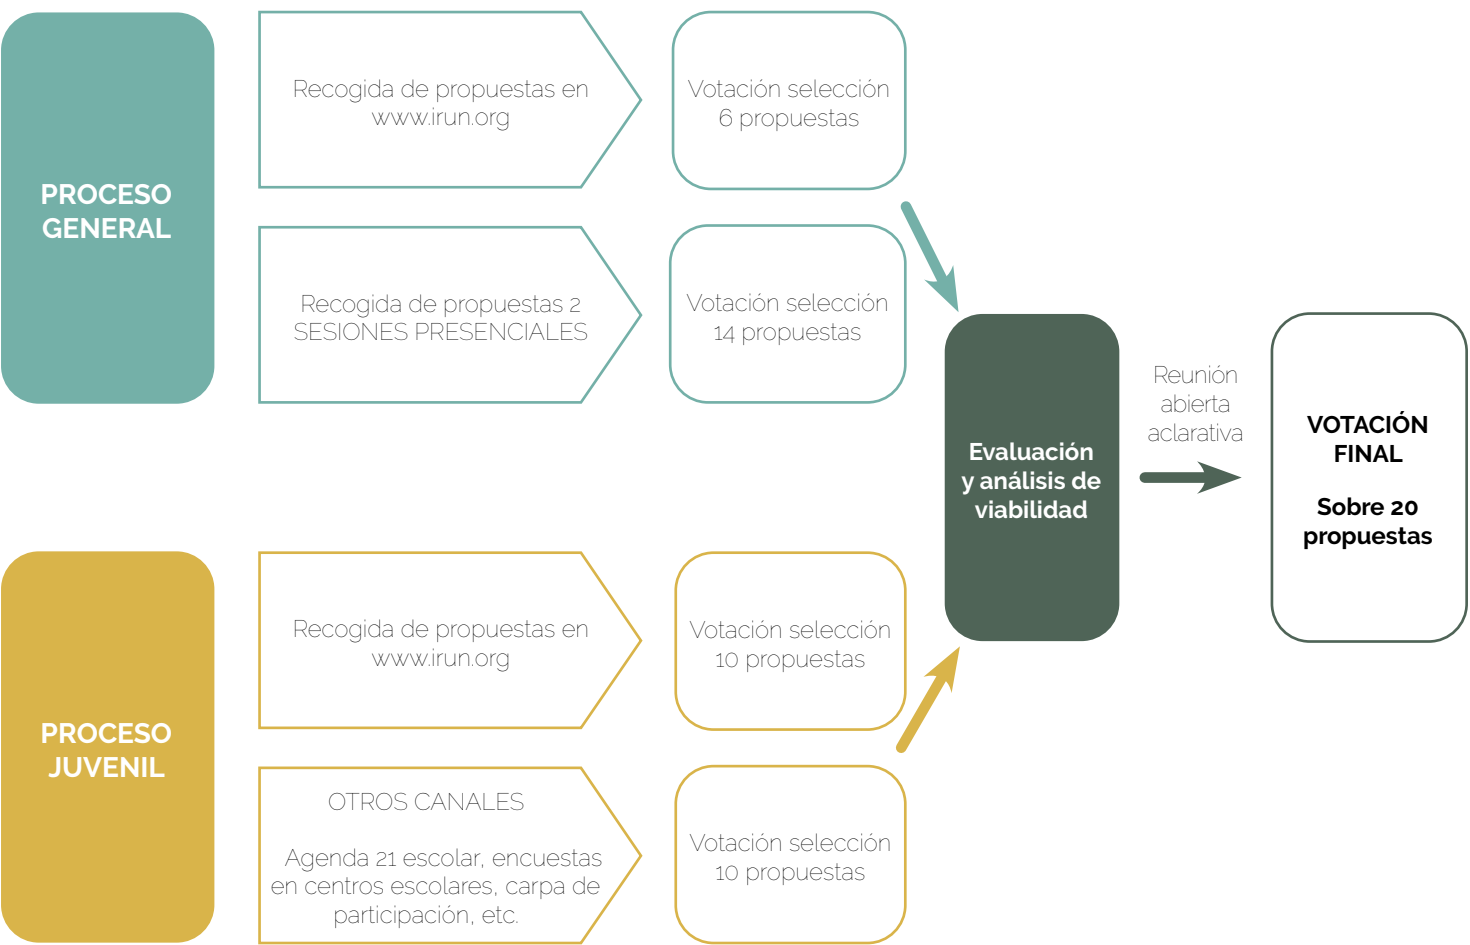 PROCESO
GENERAL
Recogida de propuestas en
www.irun.org
Votación selección
6 propuestas
Recogida de propuestas 2
SESIONES PRESENCIALES
Votación selección
14 propuestas
PROCESO
JUVENIL
Recogida de propuestas en
www.irun.org
Votación selección
10 propuestas
OTROS CANALES
Agenda 21 escolar, encuestas
en centros escolares, carpa de
participación, etc.
Votación selección
10 propuestas
Evaluación
y análisis de
viabilidad
Reunión
abierta
aclarativa
VOTACIÓN
FINAL
Sobre 20
propuestas